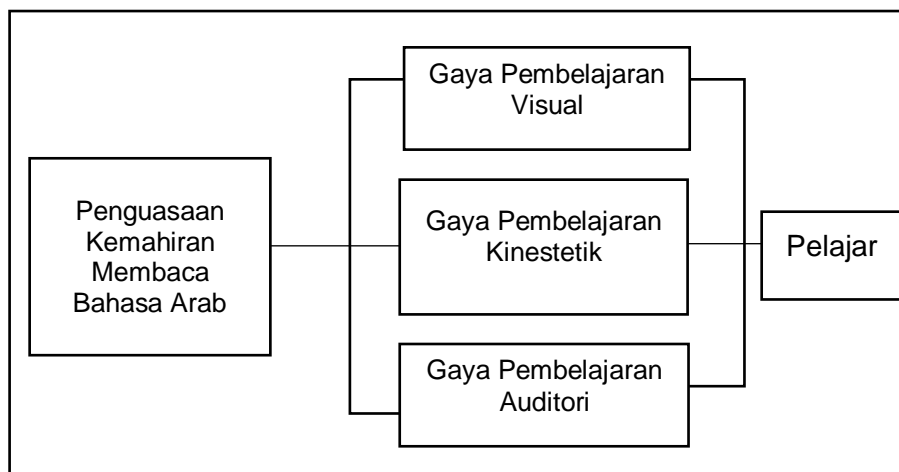 Gaya Pembelajaran
Visual
Penguasaan
Kemahiran
Membaca
Bahasa Arab
Gaya Pembelajaran
Kinestetik
Pelajar
Gaya Pembelajaran
Auditori